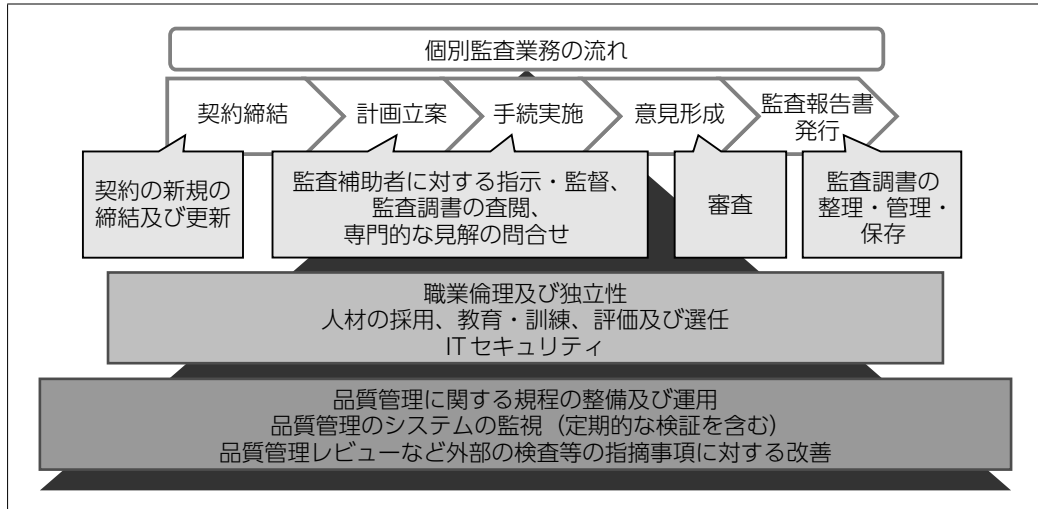 個別監査業務の流れ
契約締結
計画立案
手続実施
意見形成
監査報告書
発行
契約の新規の
締結及び更新
監査補助者に対する指示・監督、
監査調書の査閲、
専門的な見解の問合せ
審査
監査調書の
整理・管理・
保存
職業倫理及び独立性
人材の採用、教育・訓練、評価及び選任
ITセキュリティ
品質管理に関する規程の整備及び運用
品質管理のシステムの監視（定期的な検証を含む）
品質管理レビューなど外部の検査等の指摘事項に対する改善